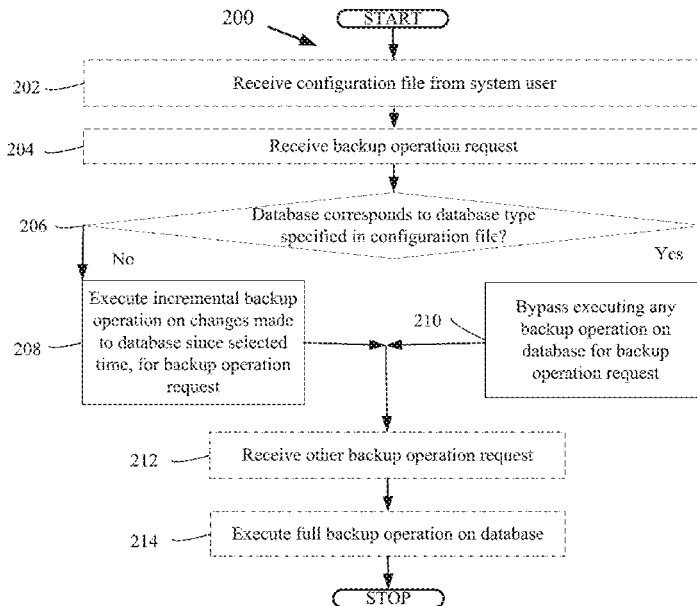 200
START
202
Receive configuration file from system user
204
Receive backup operation request
206
Database corresponds to database type
specified in configuration file?
No
Yes
208
Execute incremental backup
operation on changes made
to database since selected
time, for backup operation
request
210
Bypass executing any
backup operation on
database for backup
operation request
212
Receive other backup operation request
214
Execute full backup operation on database
STOP